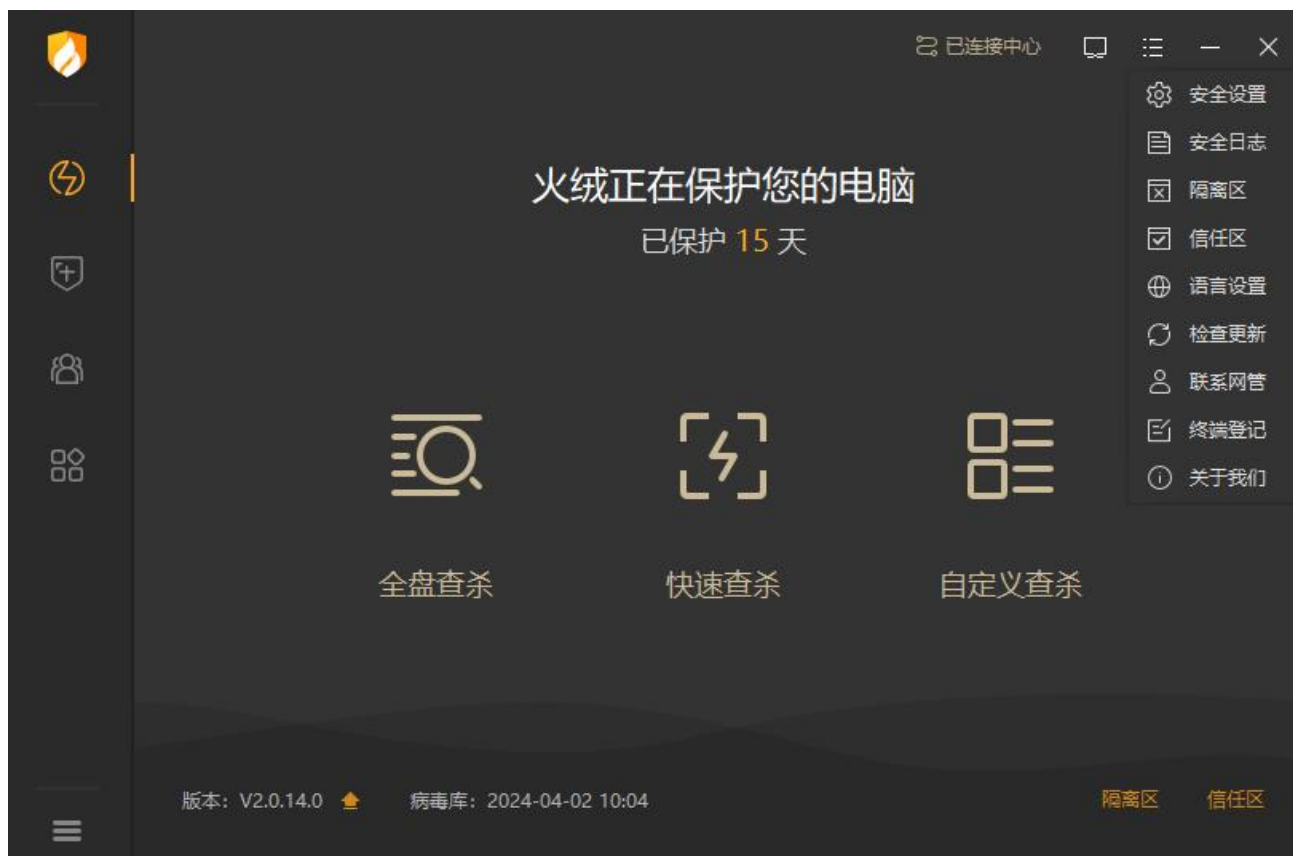 已连接中心
安全设置
安全日志
隔离区
信任区
语言设置
检查更新
联系网管
终端登记
关于我们
火绒正在保护您的电脑
已保护 15 天
全盘查杀
快速查杀
自定义查杀
版本：V2.0.14.0
病毒库：2024-04-02 10:04
隔离区
信任区